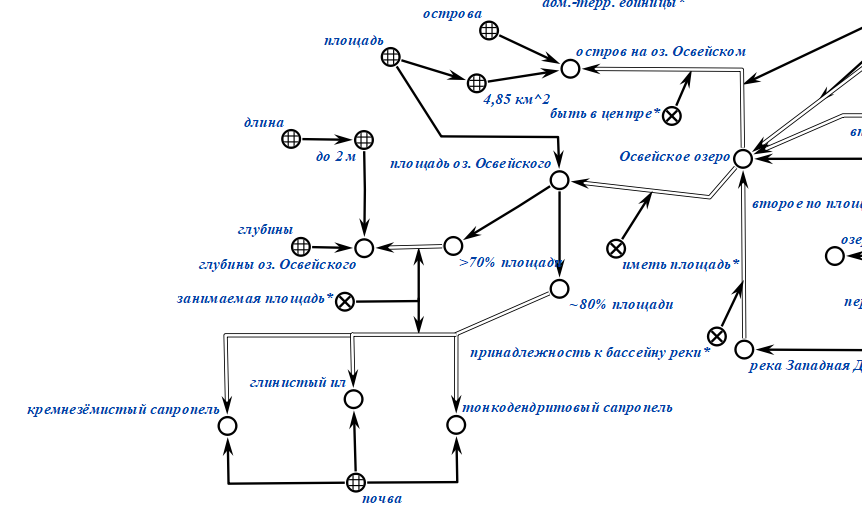 адм.-терр. единицы*
острова
площадь
остров на оз. Освейском
4,85 км^2
быть в центре*
длина
до 2 м
площадь оз. Освейского
Освейское озеро
второе по площ
глубины
глубины оз. Освейского
>70% площади
иметь площадь*
озе
занимаемая площадь*
~80% площади
пер
принадлежность к бассейну реки*
река Западная Д
глинистый ил
кремнезёмистый сапропель
тонкодендритовый сапропель
почва